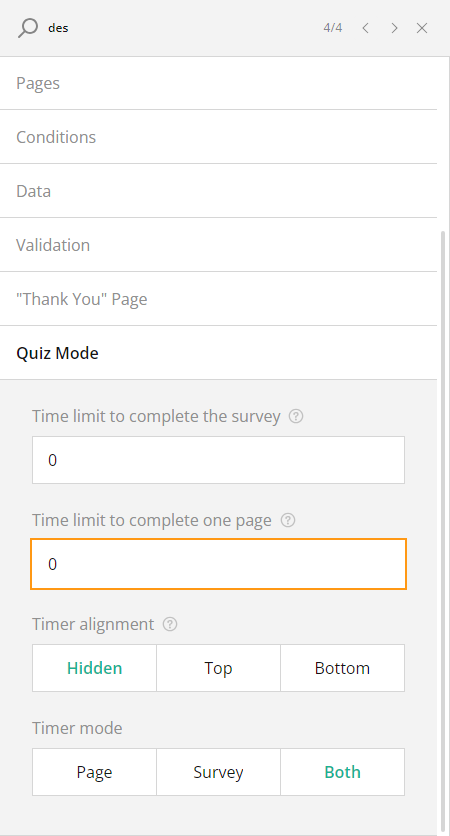 des 4/4
Pages
Conditions
Data
Validation
"Thank You" Page
Quiz Mode
Time limit to complete the survey ?
0
Time limit to complete one page ?
0
Timer alignment ?
Hidden Top Bottom
Timer mode
Page Survey Both